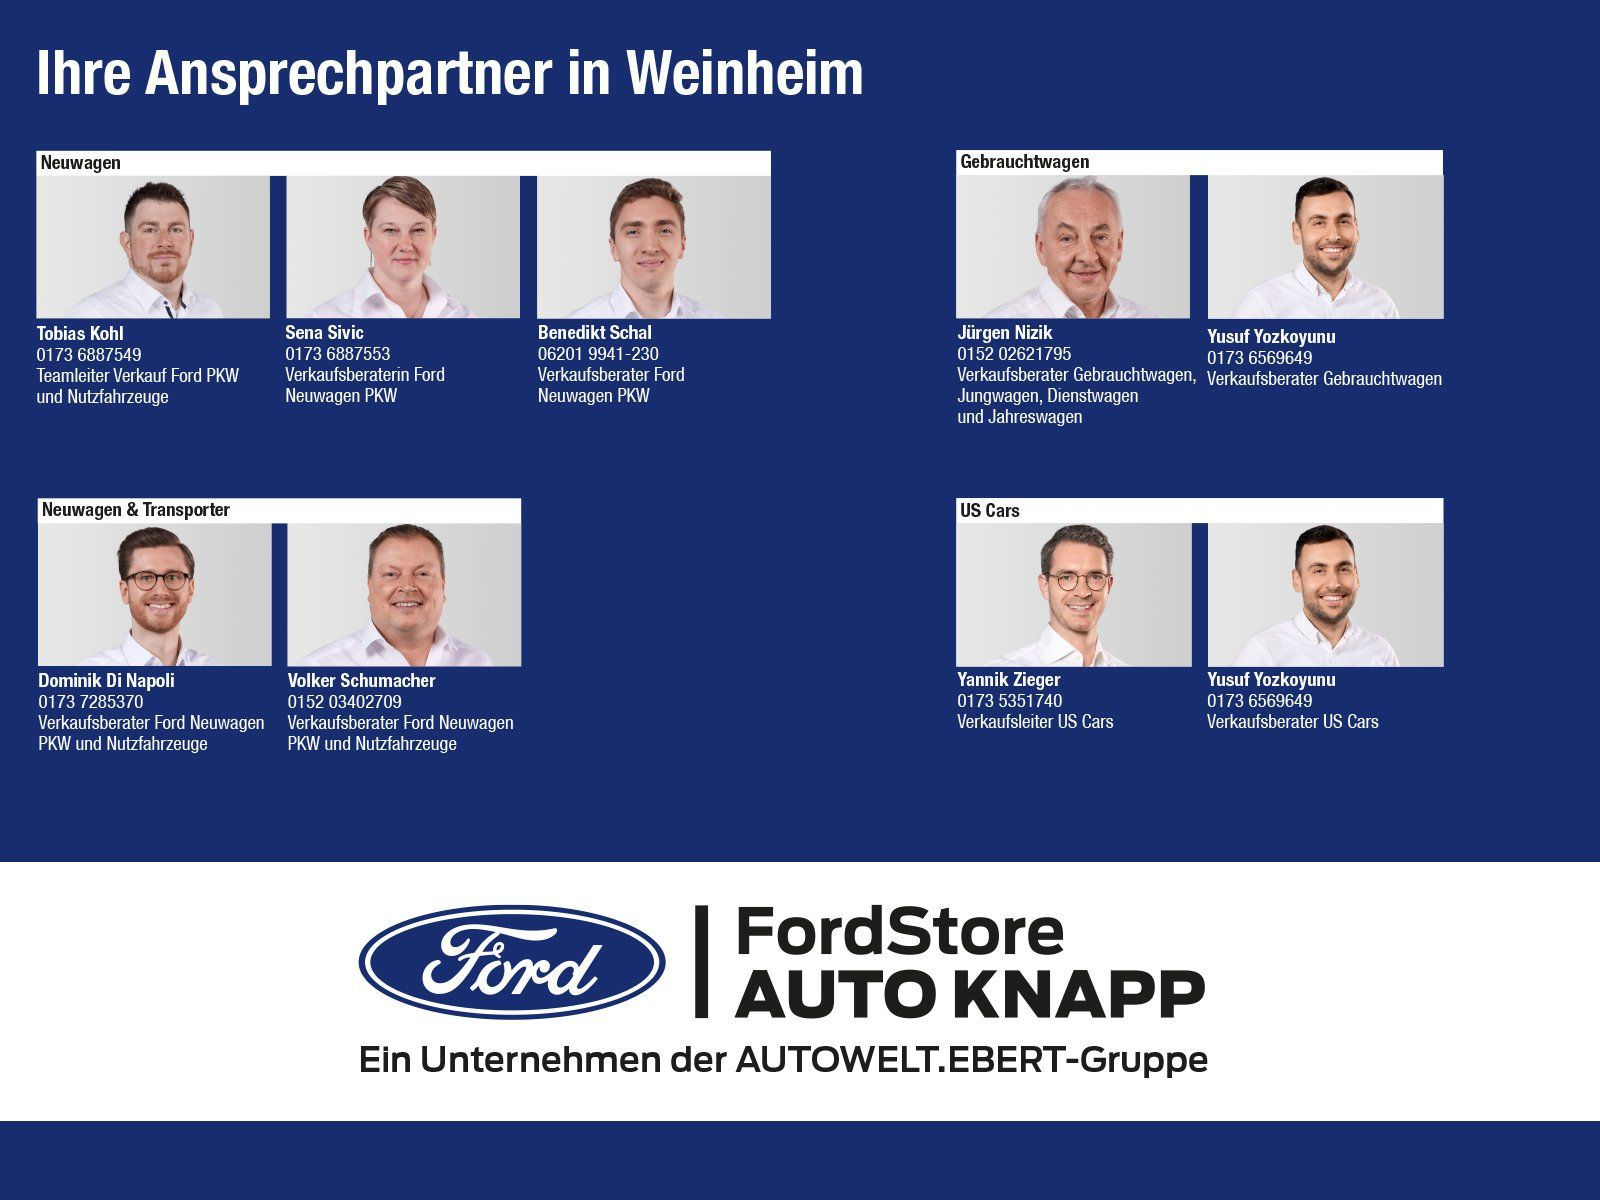 Ihre Ansprechpartner in Weinheim
Neuwagen
Tobias Kohl
0173 6887549
Teamleiter Verkauf Ford PKW
und Nutzfahrzeuge
Sena Sivic
0173 6887553
Verkaufsberaterin Ford
Neuwagen PKW
Benedikt Schal
06201 9941-230
Verkaufsberater Ford
Neuwagen PKW
Gebrauchtwagen
Jürgen Nizik
0152 02621795
Verkaufsberater Gebrauchtwagen,
Jungwagen, Dienstwagen
und Jahreswagen
Yusuf Yozkoyunu
0173 6569649
Verkaufsberater Gebrauchtwagen
Neuwagen & Transporter
Dominik Di Napoli
0173 7285370
Verkaufsberater Ford Neuwagen
PKW und Nutzfahrzeuge
Volker Schumacher
0152 03402709
Verkaufsberater Ford Neuwagen
PKW und Nutzfahrzeuge
US Cars
Yannik Zieger
0173 5351740
Verkaufsleiter US Cars
Yusuf Yozkoyunu
0173 6569649
Verkaufsberater US Cars
Ford
FordStore
AUTO KNAPP
Ein Unternehmen der AUTOWELT.EBERT-Gruppe